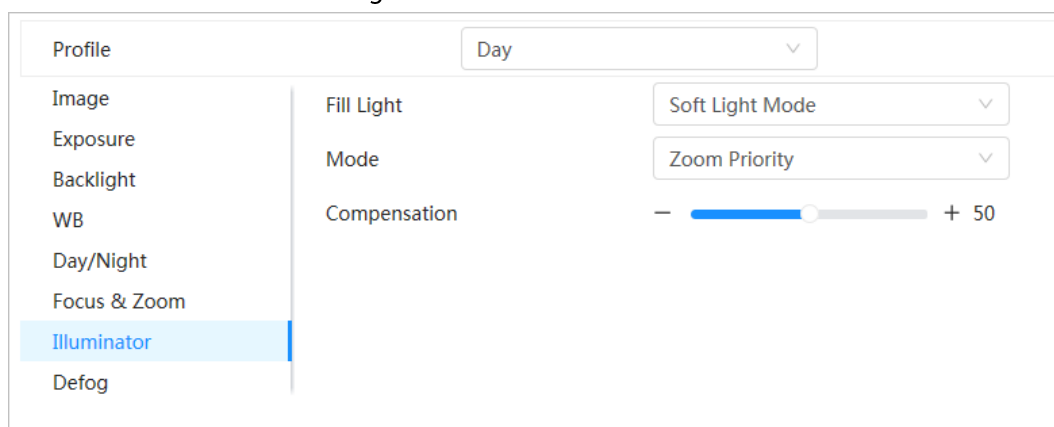 Profile Day
Image Fill Light Soft Light Mode
Exposure
Mode Zoom Priority
Backlight
WB Compensation − + 50
Day/Night
Focus & Zoom
Illuminator
Defog